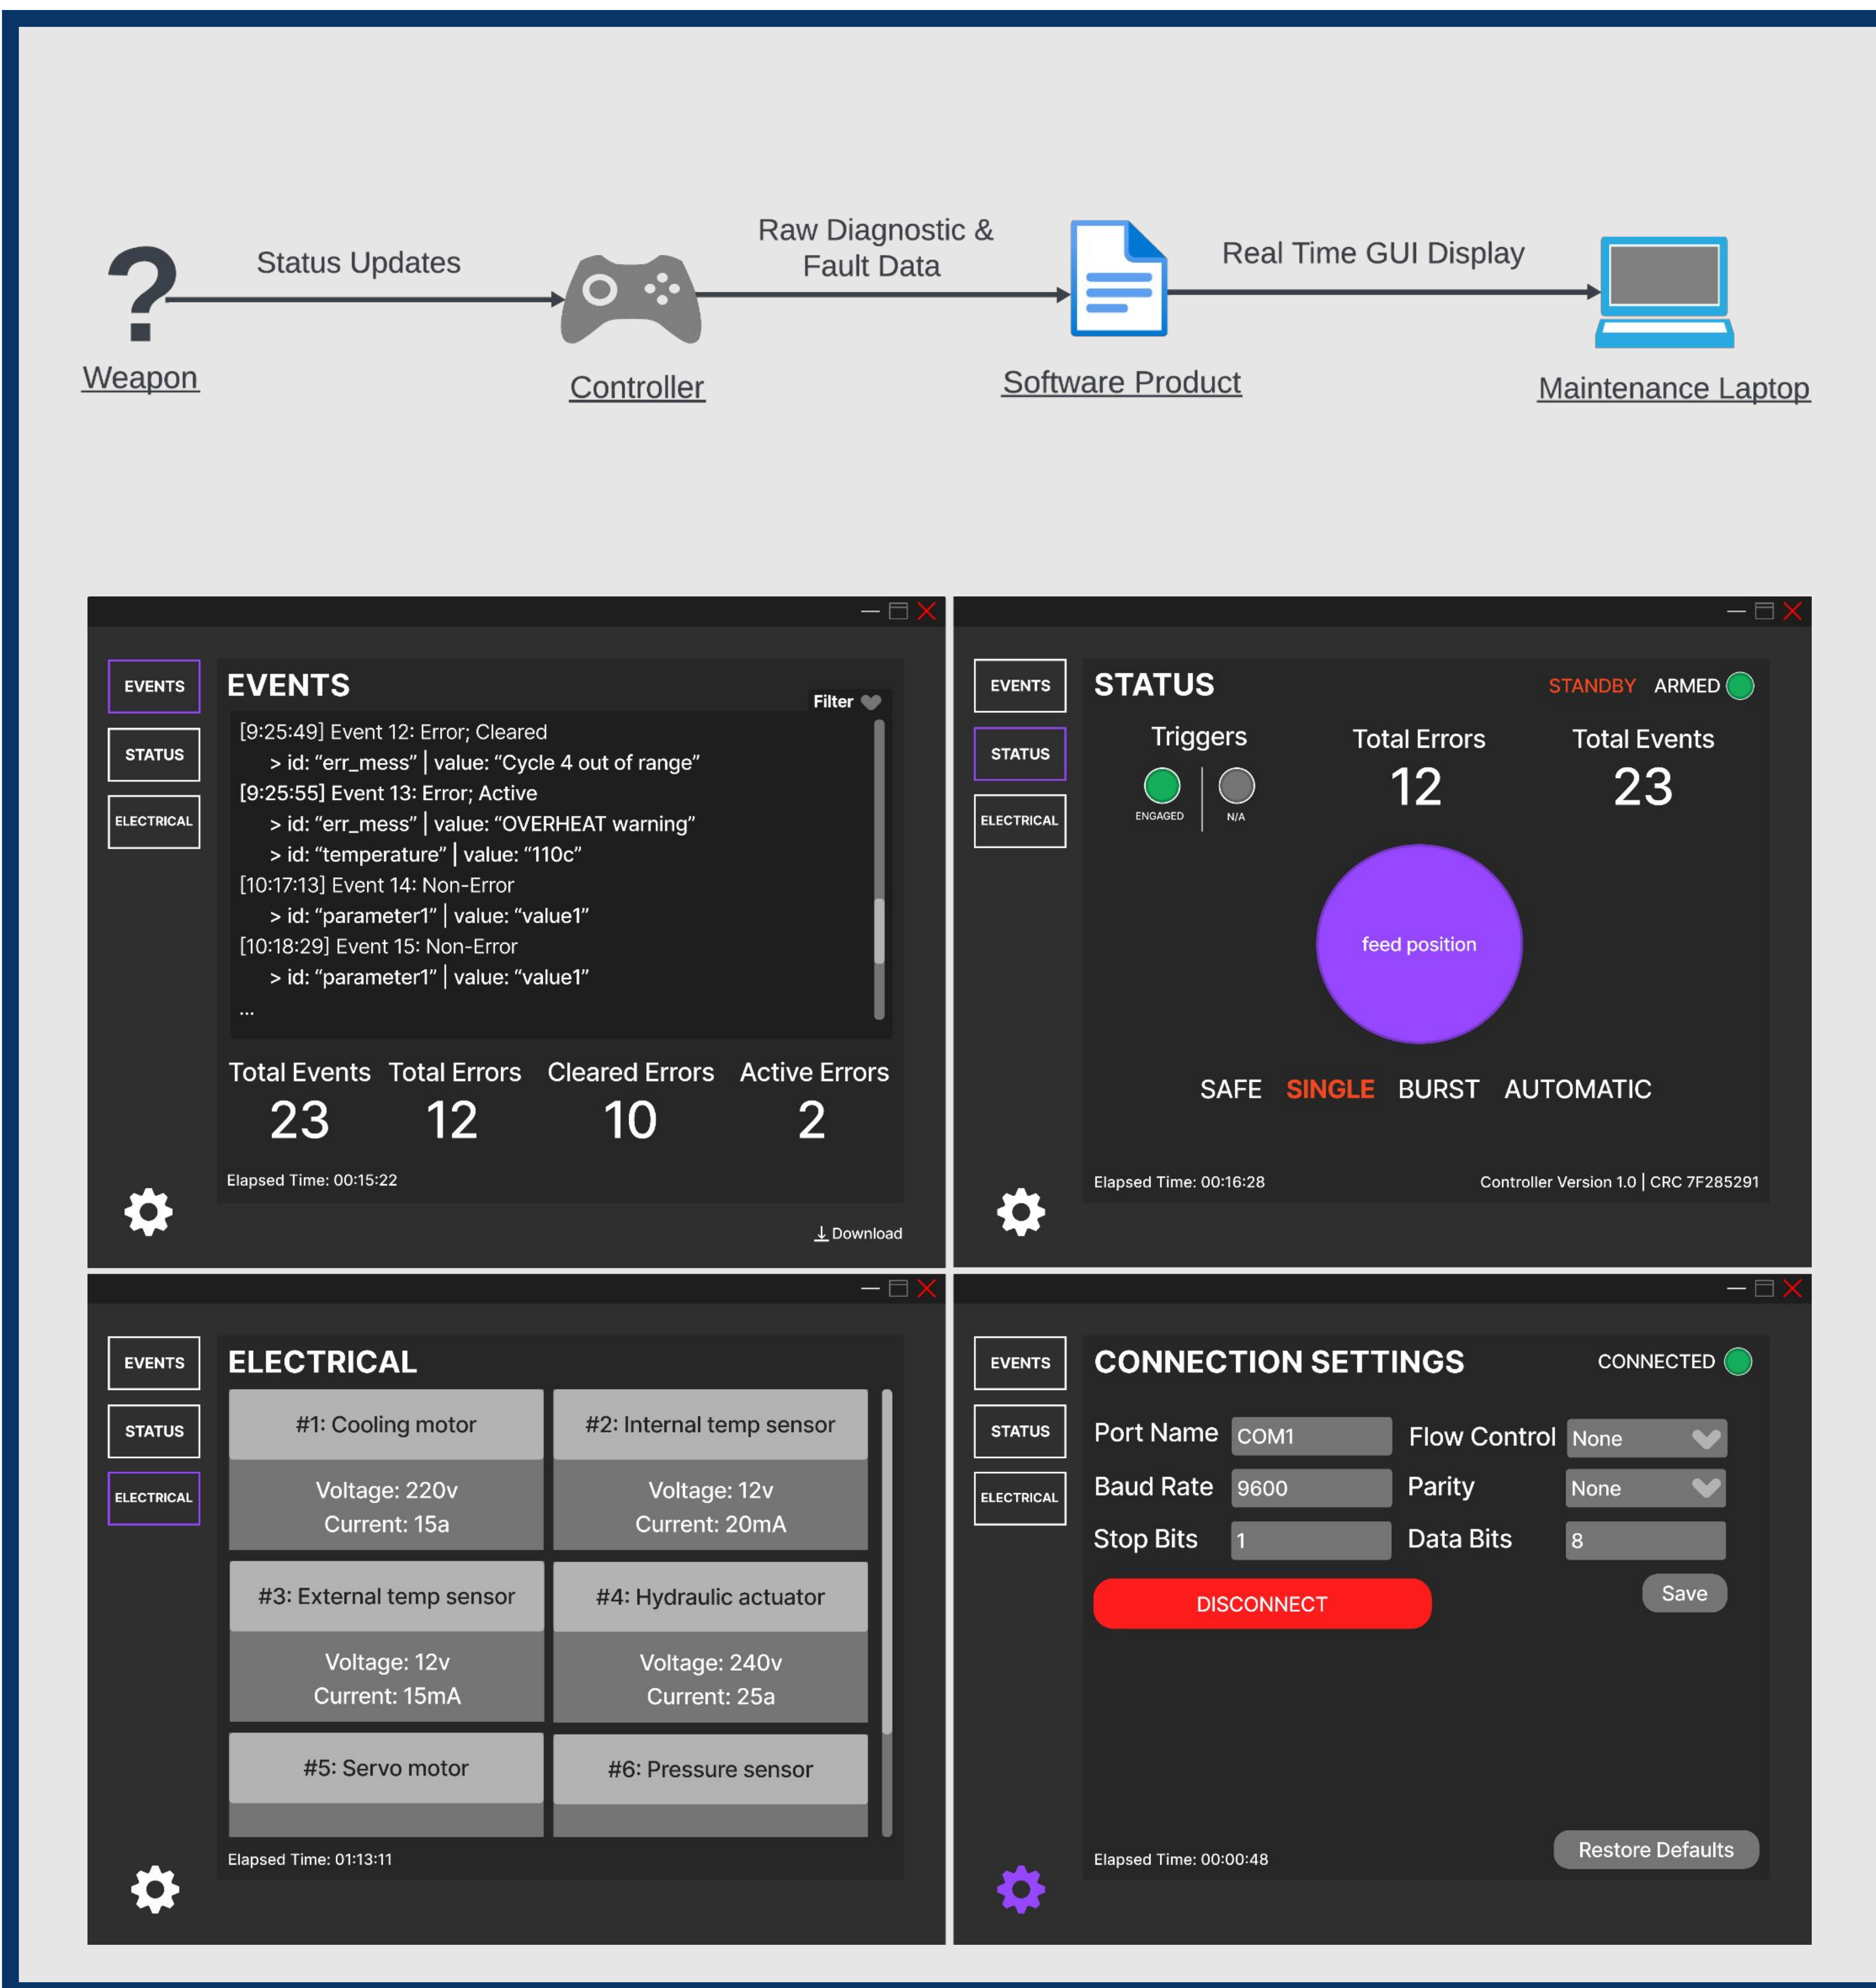 Status Updates
Raw Diagnostic &
Fault Data
Real Time GUI Display
?
Weapon
Controller
Software Product
Maintenance Laptop
EVENTS
STATUS
ELECTRICAL
EVENTS
Filter
[9:25:49] Event 12: Error; Cleared
> id: “err_mess” | value: “Cycle 4 out of range”
[9:25:55] Event 13: Error; Active
> id: “err_mess” | value: “OVERHEAT warning”
> id: “temperature” | value: “110c”
[10:17:13] Event 14: Non-Error
> id: “parameter1” | value: “value1”
[10:18:29] Event 15: Non-Error
> id: “parameter1” | value: “value1”
...
Total Events Total Errors Cleared Errors Active Errors
23 12 10 2
Elapsed Time: 00:15:22
Download
EVENTS
STATUS
ELECTRICAL
STATUS
STANDBY ARMED
Triggers Total Errors Total Events
12 23
ENGAGED N/A
feed position
SAFE SINGLE BURST AUTOMATIC
Elapsed Time: 00:16:28
Controller Version 1.0 | CRC 7F285291
EVENTS
STATUS
ELECTRICAL
ELECTRICAL
#1: Cooling motor
Voltage: 220v
Current: 15a
#2: Internal temp sensor
Voltage: 12v
Current: 20mA
#3: External temp sensor
Voltage: 12v
Current: 15mA
#4: Hydraulic actuator
Voltage: 240v
Current: 25a
#5: Servo motor
#6: Pressure sensor
Elapsed Time: 01:13:11
EVENTS
STATUS
ELECTRICAL
CONNECTION SETTINGS
CONNECTED
Port Name COM1 Flow Control None
Baud Rate 9600 Parity None
Stop Bits 1 Data Bits 8
DISCONNECT
Save
Elapsed Time: 00:00:48
Restore Defaults